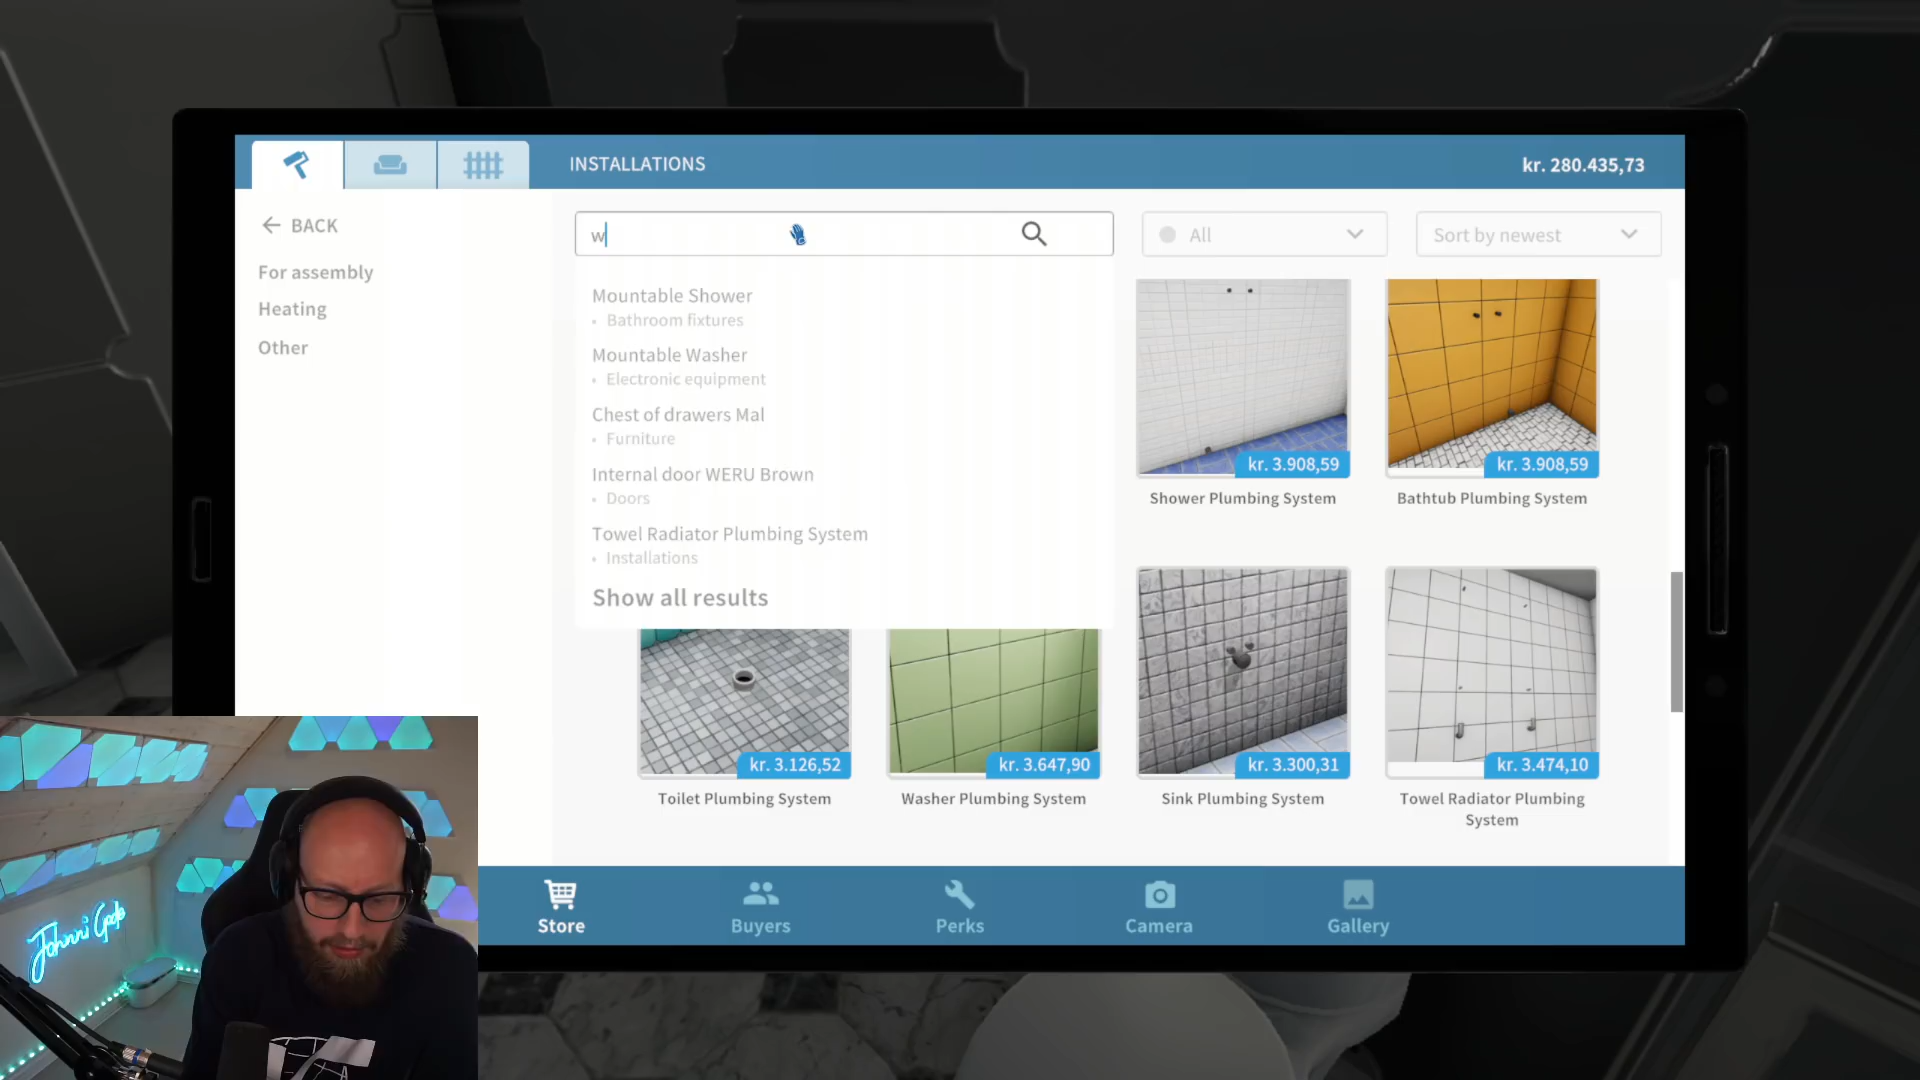 INSTALLATIONS
kr. 280.435,73
BACK
For assembly
Heating
Other
w
All
Sort by newest
Mountable Shower
• Bathroom fixtures
Mountable Washer
• Electronic equipment
Chest of drawers Mal
• Furniture
Internal door WERU Brown
• Doors
Towel Radiator Plumbing System
• Installations
Show all results
kr. 3.908,59
Shower Plumbing System
kr. 3.908,59
Bathtub Plumbing System
kr. 3.126,52
Toilet Plumbing System
kr. 3.647,90
Washer Plumbing System
kr. 3.300,31
Sink Plumbing System
kr. 3.474,10
Towel Radiator Plumbing
System
Store
Buyers
Perks
Camera
Gallery